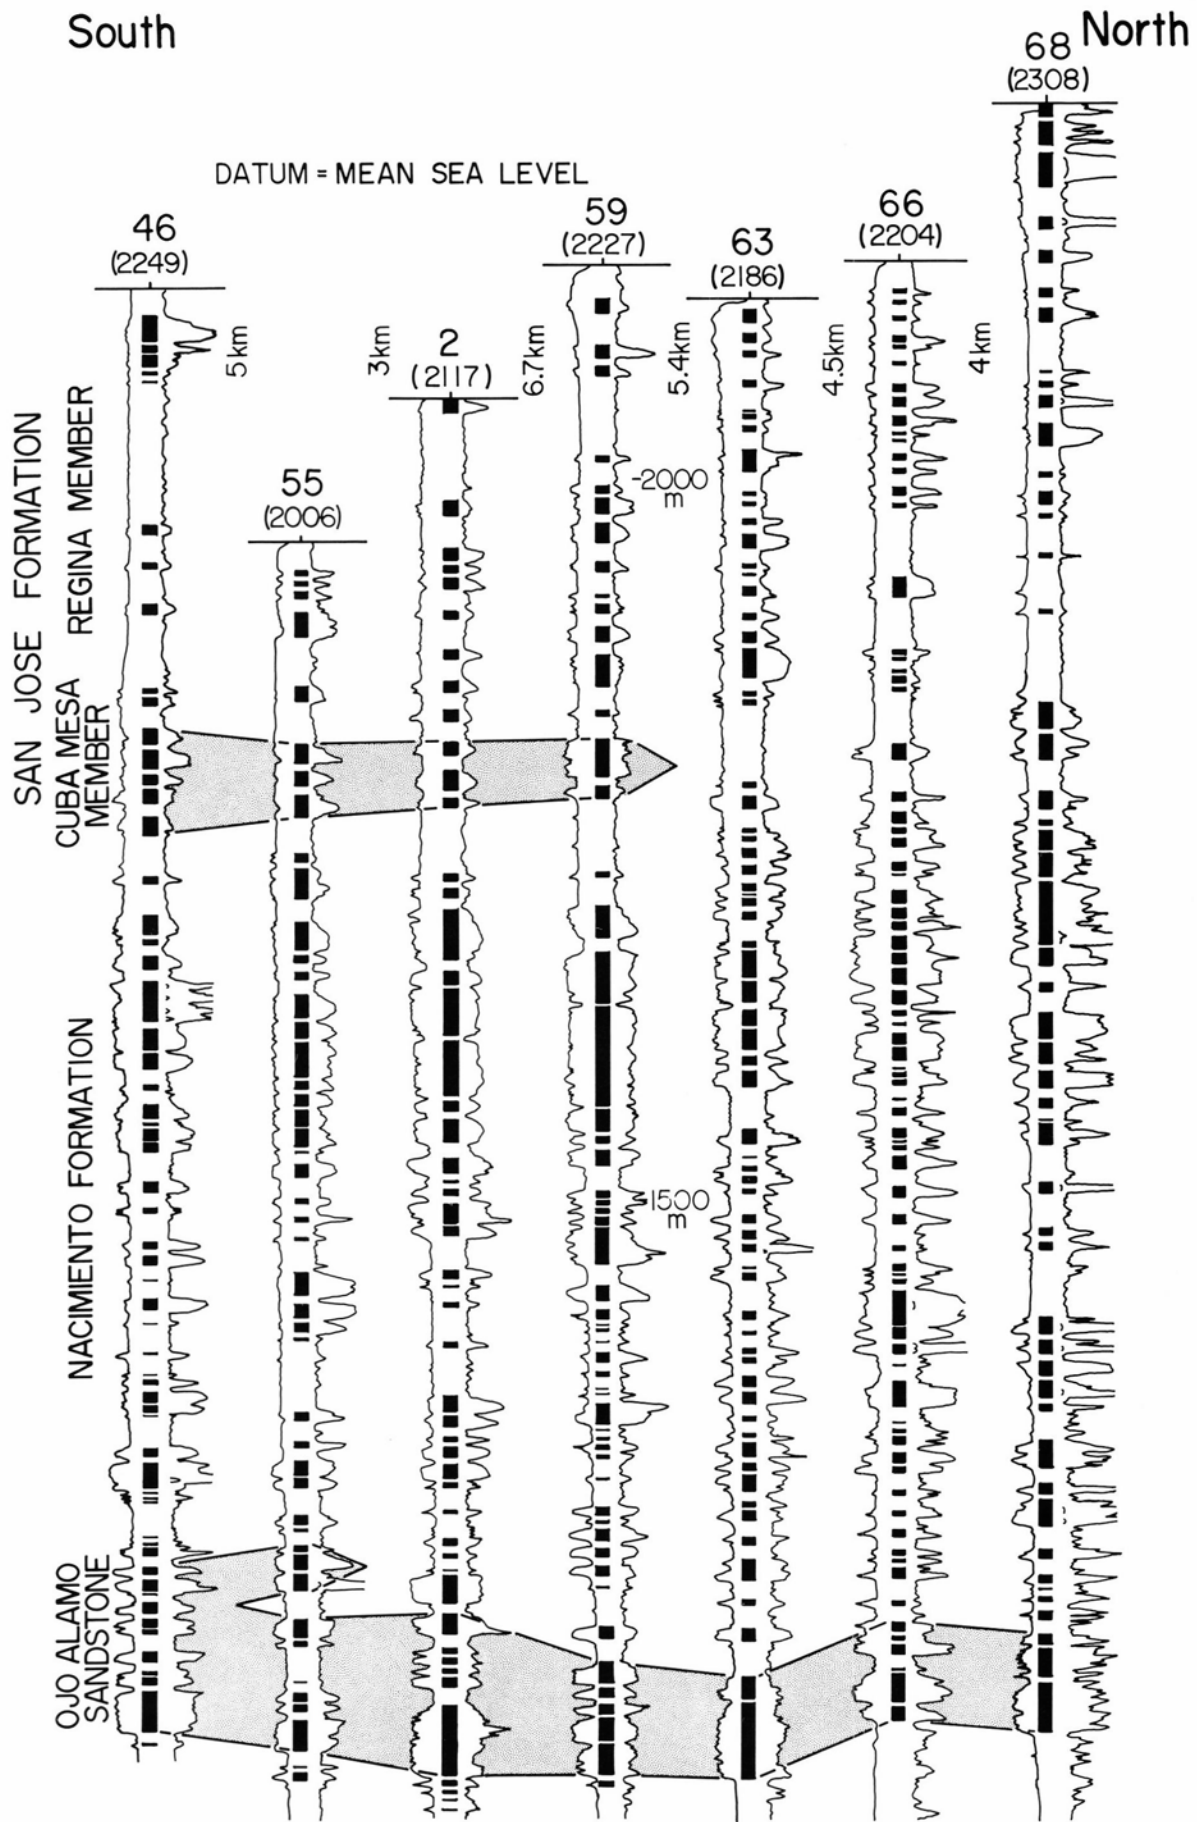 South
North
68
(2308)
DATUM = MEAN SEA LEVEL
46
(2249)
59
(2227)
63
(2186)
66
(2204)
5km
3km
2
(2117)
6.7km
5.4km
4.5km
4km
55
(2006)
-2000
m
SAN JOSE FORMATION
REGINA MEMBER
CUBA MESA
MEMBER
NACIMIENTO FORMATION
1500
m
OJO ALAMO
SANDSTONE